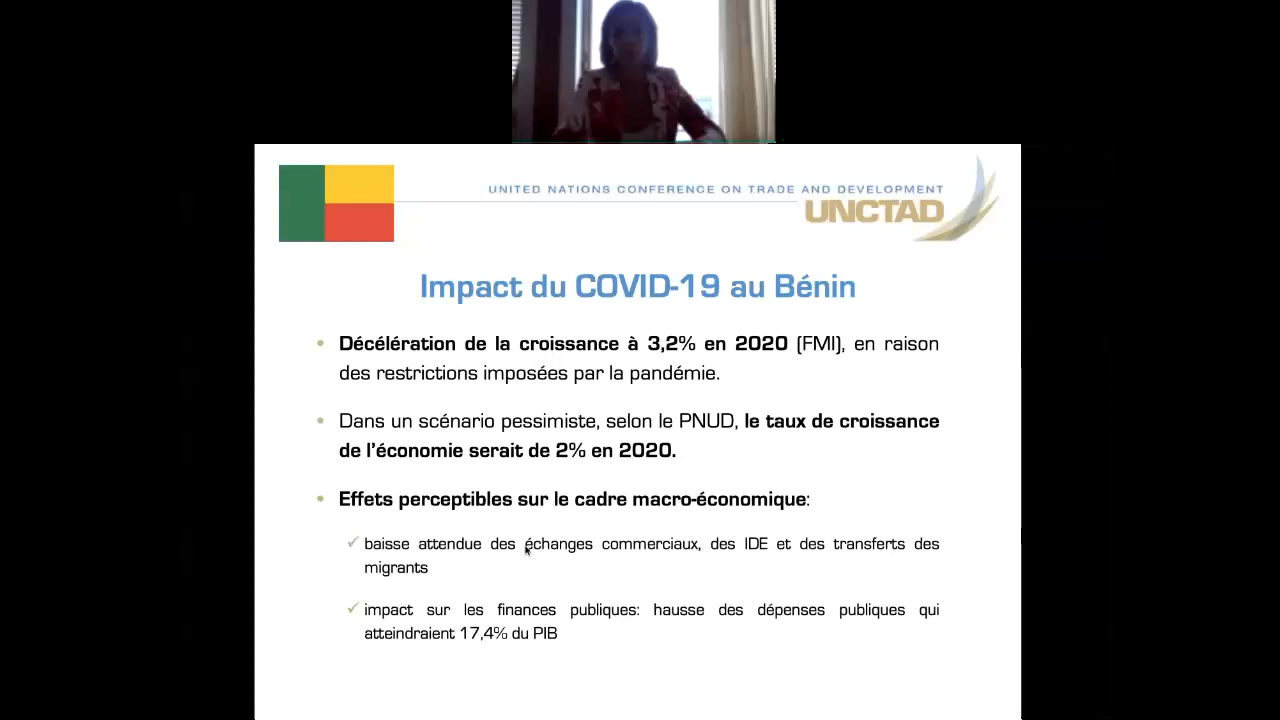 UNITED NATIONS CONFERENCE ON TRADE AND DEVELOPMENT
UNCTAD
Impact du COVID-19 au Bénin
• Décélération de la croissance à 3,2% en 2020 (FMI), en raison
des restrictions imposées par la pandémie.
• Dans un scénario pessimiste, selon le PNUD, le taux de croissance
de l'économie serait de 2% en 2020.
• Effets perceptibles sur le cadre macro-économique:
✓ baisse attendue des échanges commerciaux, des IDE et des transferts des
migrants
✓ impact sur les finances publiques: hausse des dépenses publiques qui
atteindraient 17,4% du PIB